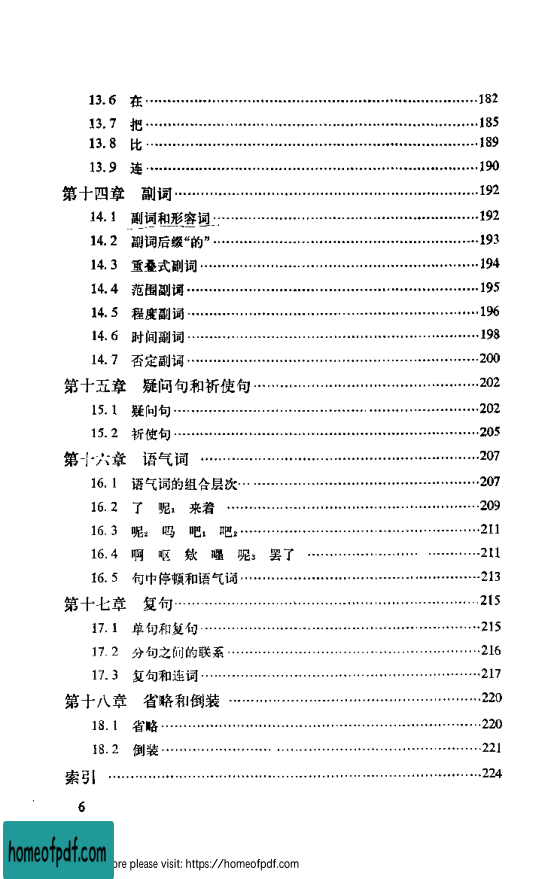 13.6 在 182
13.7 把 185
13.8 比 189
13.9 连 190
第十四章 副词 192
14.1 副词和形容词 192
14.2 副词后缀“的” 193
14.3 重叠式副词 194
14.4 范围副词 195
14.5 程度副词 196
14.6 时间副词 198
14.7 否定副词 200
第十五章 疑问句和祈使句 202
15.1 疑问句 202
15.2 祈使句 205
第十六章 语气词 207
16.1 语气词的组合层次 207
16.2 了 呢₁ 来着 209
16.3 呢₂ 吗 吧₁ 吧₂ 211
16.4 啊 呕 欸 嚜 呢₃ 罢了 211
16.5 句中停顿和语气词 213
第十七章 复句 215
17.1 单句和复句 215
17.2 分句之间的联系 216
17.3 复句和连词 217
第十八章 省略和倒装 220
18.1 省略 220
18.2 倒装 221
索引 224
6
homeofpdf.com
ore please visit: https://homeofpdf.com